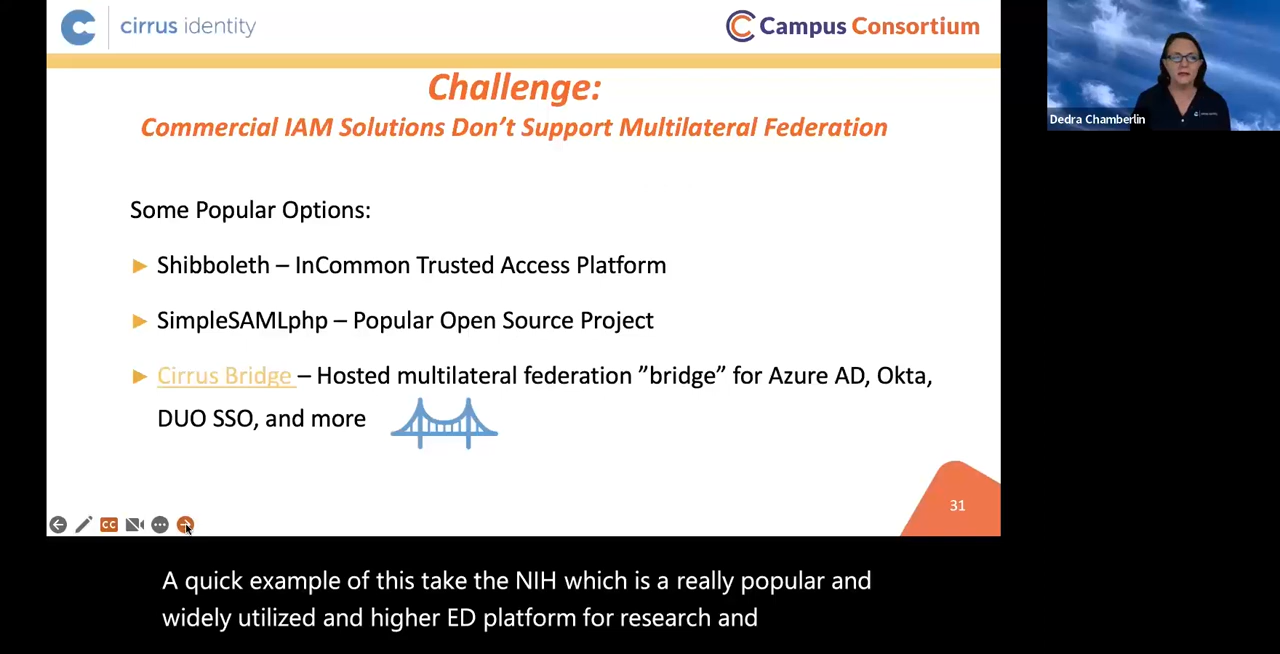 cirrus identity
Campus Consortium
Challenge:
Commercial IAM Solutions Don’t Support Multilateral Federation
Some Popular Options:
► Shibboleth – InCommon Trusted Access Platform
► SimpleSAMLphp – Popular Open Source Project
► Cirrus Bridge – Hosted multilateral federation ”bridge” for Azure AD, Okta,
DUO SSO, and more
31
CC
Dedra Chamberlin
A quick example of this take the NIH which is a really popular and
widely utilized and higher ED platform for research and